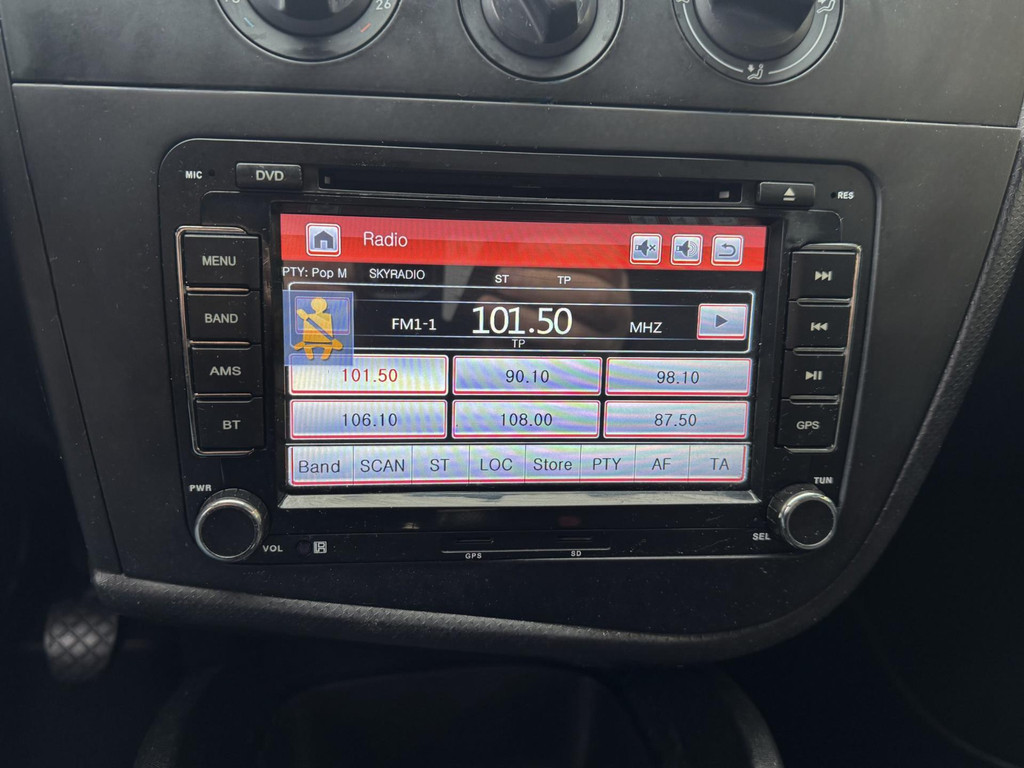 26
MIC
DVD
RES
Radio
PTY: Pop M SKYRADIO ST TP
FM1-1 101.50 MHZ
TP
101.50 90.10 98.10
106.10 108.00 87.50
Band SCAN ST LOC Store PTY AF TA
MENU
BAND
AMS
BT
GPS
PWR
VOL
TUN
SEL
GPS
SD